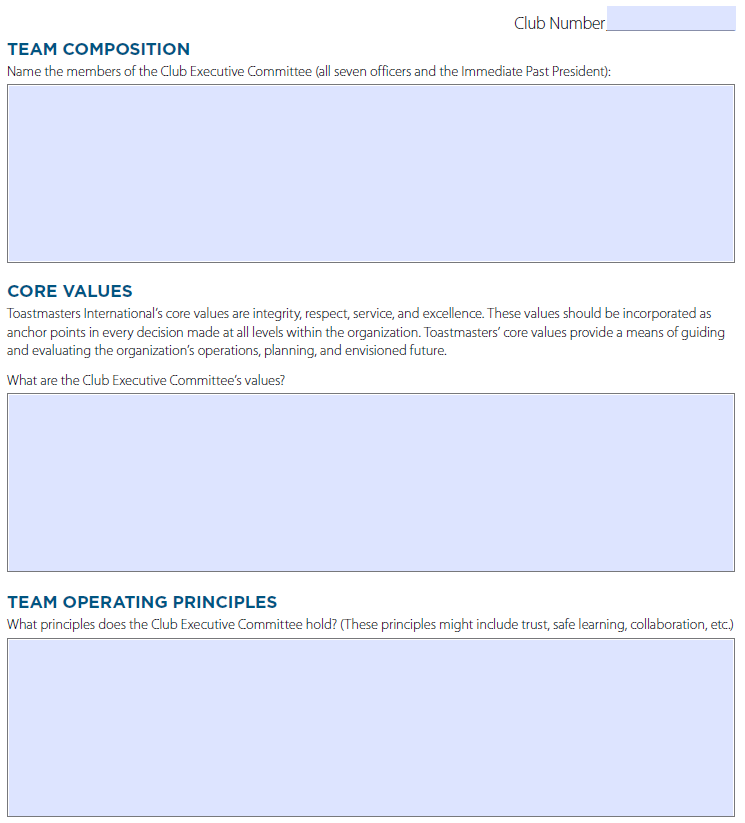 Club Number
TEAM COMPOSITION
Name the members of the Club Executive Committee (all seven officers and the Immediate Past President):
CORE VALUES
Toastmasters International’s core values are integrity, respect, service, and excellence. These values should be incorporated as
anchor points in every decision made at all levels within the organization. Toastmasters’ core values provide a means of guiding
and evaluating the organization’s operations, planning, and envisioned future.
What are the Club Executive Committee’s values?
TEAM OPERATING PRINCIPLES
What principles does the Club Executive Committee hold? (These principles might include trust, safe learning, collaboration, etc.)